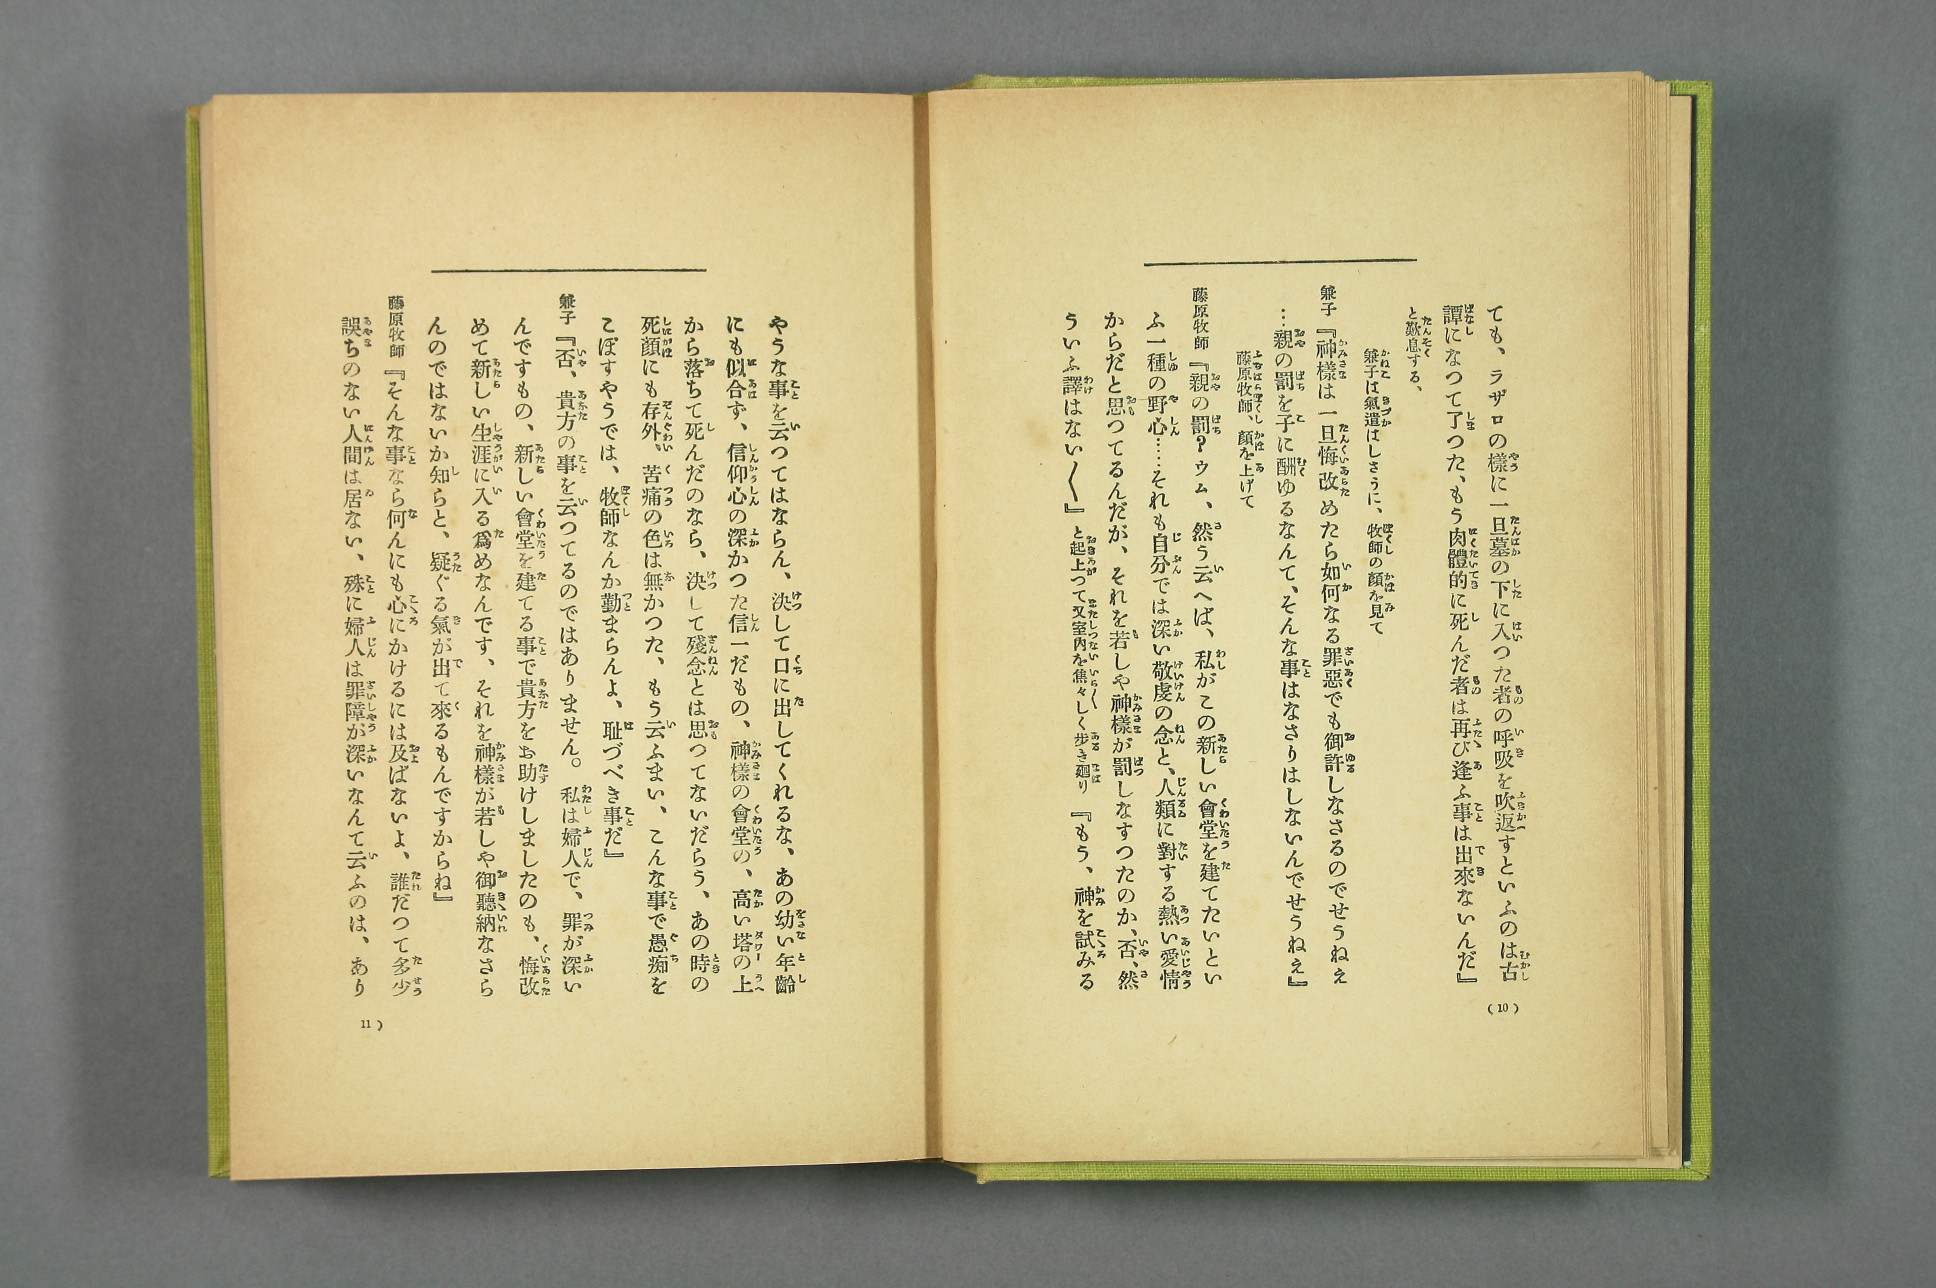 ても、ラザロの樣に一旦墓の下に入つた者の呼吸を吹返すといふのは古
譚になつて了つた、もう肉體的に死んだ者は再び逢ふ事は出來ないんだ』
と歎息する、
兼子は氣遣はしさうに、牧師の顔を見て
兼子『神樣は一旦悔改めたら如何なる罪惡でも御許しなさるのでせうねぇ
…親の罰を子に酬ゆるなんて、そんな事はなさりはしないんでせうねぇ』
藤原牧師、顔を上げて
藤原牧師『親の罰?ウム、然う云へば、私がこの新しい會堂を建てたいとい
ふ一種の野心……それも自分では深い敬虔の念と、人類に對する熱い愛情
からだと思つてるんだが、それを若しや神樣が罰しなすつたのか、否、然
ういふ譯はない〱』と起上つて又室内を焦々しく歩き廻り『もう、神を試みる
(10)
やうな事を云つてはならん、決して口に出してくれるな、あの幼い年齡
にも似合ず、信仰心の深かつた信一だもの、神樣の會堂の、高い塔の上
から落ちて死んだのなら、決して殘念とは思つてないだらう、あの時の
死顔にも存外、苦痛の色は無かつた、もう云ふまい、こんな事で愚痴を
こぼすやうでは、牧師なんか勤まらんよ、耻づべき事だ』
兼子『否、貴方の事を云つてるのではありません。私は婦人で、罪が深い
んですもの、新しい會堂を建てる事で貴方をお助けしましたのも、悔改
めて新しい生涯に入る爲めなんです、それを神樣が若しや御聽納なさら
んのではないか知らと、疑ぐる氣が出て來るもんですからね』
藤原牧師『そんな事なら何んにも心にかけるには及ばないよ、誰だつて多少
誤ちのない人間は居ない、殊に婦人は罪障が深いなんて云ふのは、あり
11)